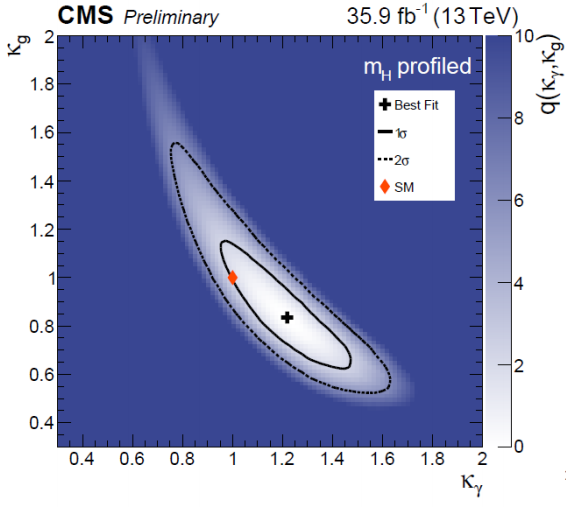 CMS Preliminary 35.9 fb⁻¹ (13 TeV)
κg
2
1.8
1.6
1.4
1.2
1
0.8
0.6
0.4
m_H profiled
Best Fit
1σ
2σ
SM
0.4 0.6 0.8 1 1.2 1.4 1.6 1.8 2
κγ
10
8
6
4
2
0
q(κγ,κg)